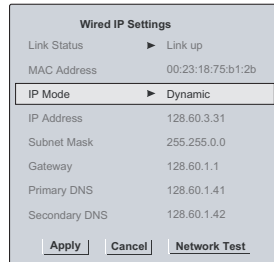 Wired IP Settings
Link Status ► Link up
MAC Address 00:23:18:75:b1:2b
IP Mode ► Dynamic
IP Address 128.60.3.31
Subnet Mask 255.255.0.0
Gateway 128.60.1.1
Primary DNS 128.60.1.41
Secondary DNS 128.60.1.42
Apply Cancel Network Test